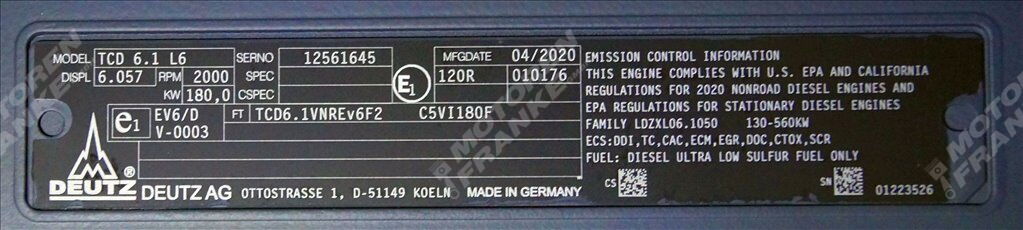 MODEL TCD 6.1 L6 SERNO 12561645 MFGDATE 04/2020
DISPL 6.057 RPM 2000 SPEC E1 120R 010176
KW 180,0 CSPEC
e1 EV6/D FT TCD6.1VNREv6F2 C5VI180F
V-0003
DEUTZ ® DEUTZ AG OTTOSTRASSE 1, D-51149 KOELN MADE IN GERMANY
EMISSION CONTROL INFORMATION
THIS ENGINE COMPLIES WITH U.S. EPA AND CALIFORNIA
REGULATIONS FOR 2020 NONROAD DIESEL ENGINES AND
EPA REGULATIONS FOR STATIONARY DIESEL ENGINES
FAMILY LDZXL06.1050 130-560KW
ECS:DDI,TC,CAC,ECM,EGR,DOC,CTOX,SCR
FUEL: DIESEL ULTRA LOW SULFUR FUEL ONLY
CS SN 01223526
MOTOREN
FRANKEN